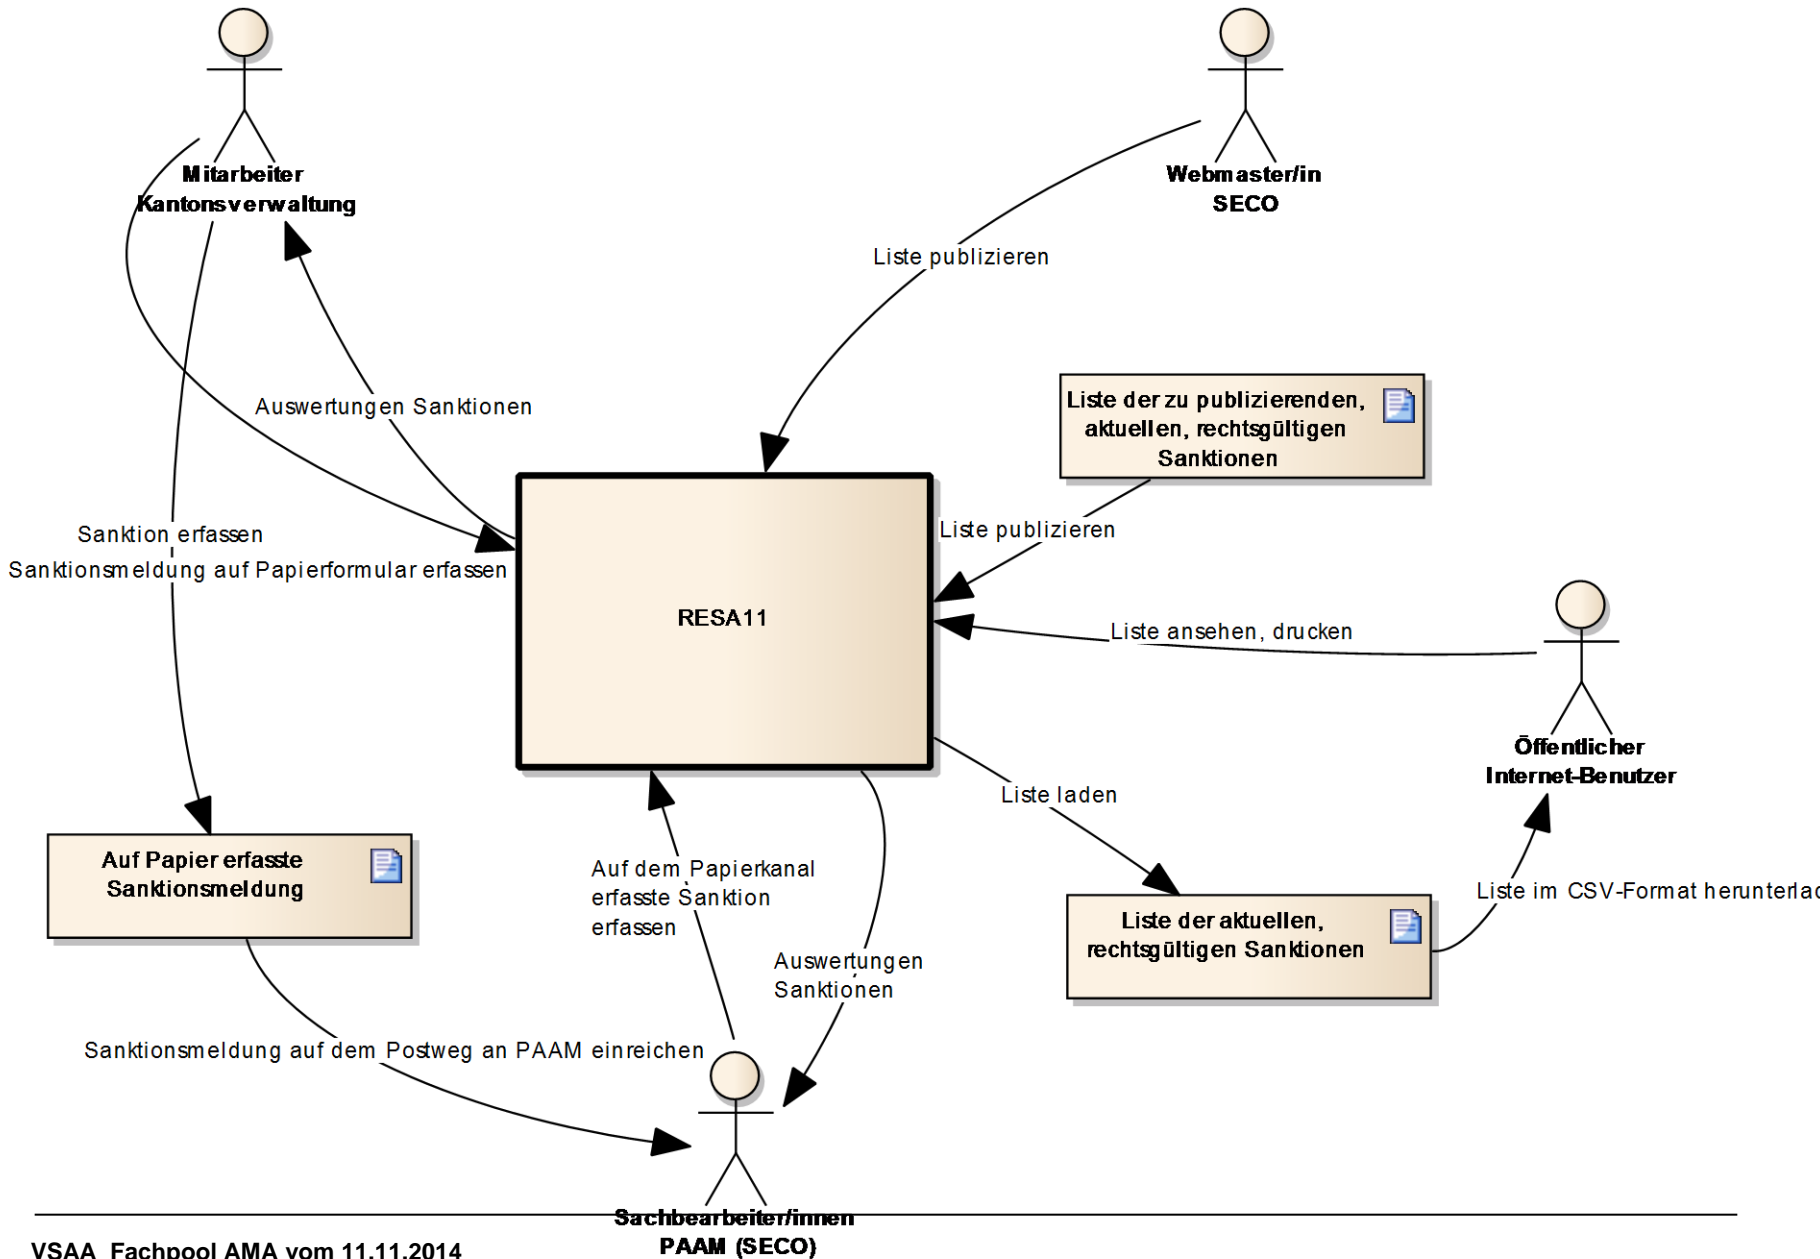 Mitarbeiter
Kantonsverwaltung
Webmaster/in
SECO
Liste publizieren
Auswertungen Sanktionen
Liste der zu publizierenden,
aktuellen, rechtsgültigen
Sanktionen
Sanktion erfassen
Sanktionsmeldung auf Papierformular erfassen
Liste publizieren
RESA11
Liste ansehen, drucken
Öffentlicher
Internet-Benutzer
Liste laden
Auf Papier erfasste
Sanktionsmeldung
Auf dem Papierkanal
erfasste Sanktion
erfassen
Liste im CSV-Format herunterlad
Liste der aktuellen,
rechtsgültigen Sanktionen
Auswertungen
Sanktionen
Sanktionsmeldung auf dem Postweg an PAAM einreichen
Sachbearbeiter/innen
PAAM (SECO)
VSAA Fachpool AMA vom 11.11.2014